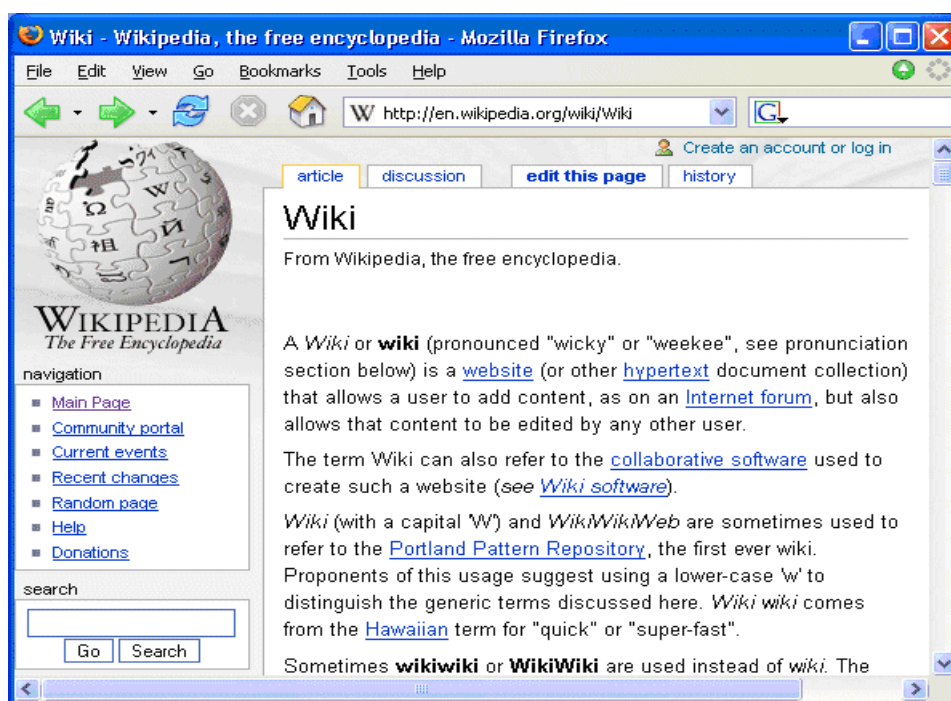 Wiki - Wikipedia, the free encyclopedia - Mozilla Firefox
File Edit View Go Bookmarks Tools Help
W http://en.wikipedia.org/wiki/Wiki G
Create an account or log in
article discussion edit this page history
Wiki
From Wikipedia, the free encyclopedia.
A Wiki or wiki (pronounced "wicky" or "weekee", see pronunciation
section below) is a website (or other hypertext document collection)
that allows a user to add content, as on an Internet forum, but also
allows that content to be edited by any other user.
The term Wiki can also refer to the collaborative software used to
create such a website (see Wiki software).
Wiki (with a capital 'W') and WikiWikiWeb are sometimes used to
refer to the Portland Pattern Repository, the first ever wiki.
Proponents of this usage suggest using a lower-case 'w' to
distinguish the generic terms discussed here. Wiki wiki comes
from the Hawaiian term for "quick" or "super-fast".
Sometimes wikiwiki or WikiWiki are used instead of wiki. The
Ω W И 祖
WIKIPEDIA
The Free Encyclopedia
navigation
Main Page
Community portal
Current events
Recent changes
Random page
Help
Donations
search
Go Search